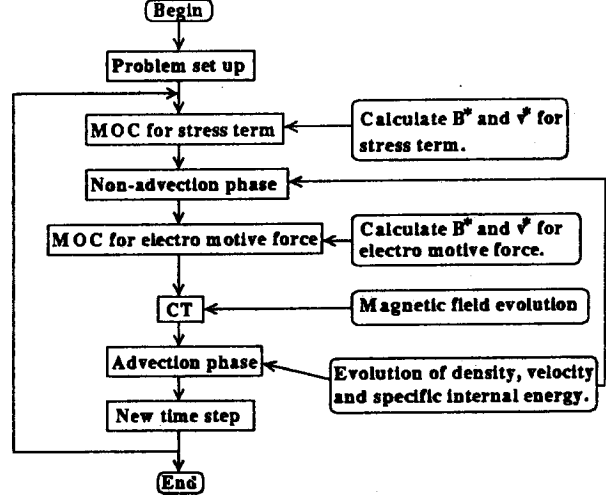 Begin
Problem set up
MOC for stress term
Calculate B* and v* for
stress term.
Non-advection phase
MOC for electro motive force
Calculate B* and v* for
electro motive force.
CT
Magnetic field evolution
Advection phase
Evolution of density, velocity
and specific internal energy.
New time step
End